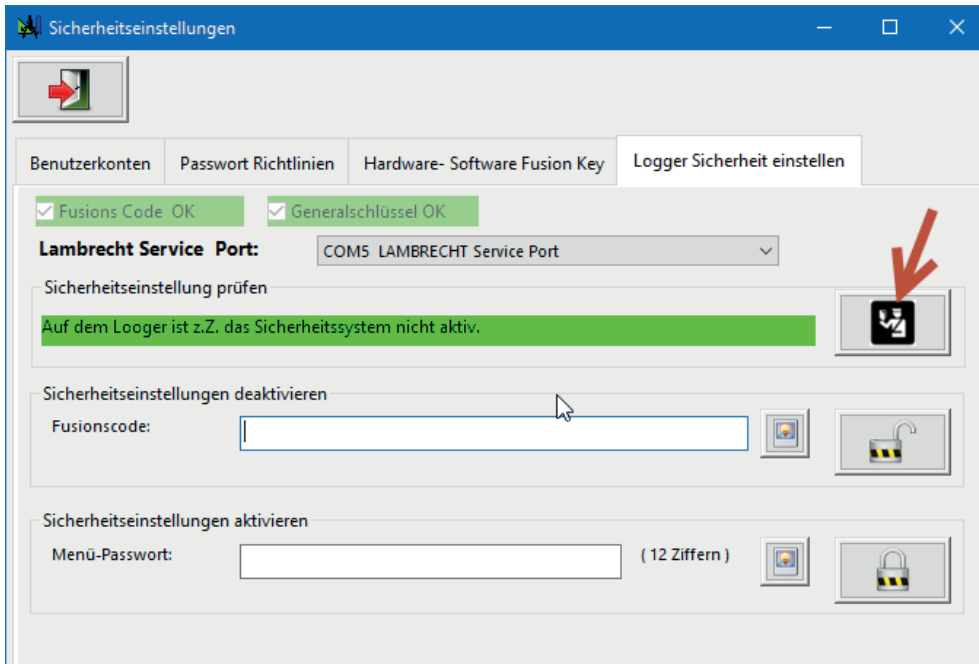 Sicherheitseinstellungen
Benutzerkonten Passwort Richtlinien Hardware- Software Fusion Key Logger Sicherheit einstellen
Fusions Code OK Generalschlüssel OK
Lambrecht Service Port: COM5 LAMBRECHT Service Port
Sicherheitseinstellung prüfen
Auf dem Looger ist z.Z. das Sicherheitssystem nicht aktiv.
Sicherheitseinstellungen deaktivieren
Fusionscode:
Sicherheitseinstellungen aktivieren
Menü-Passwort: ( 12 Ziffern )